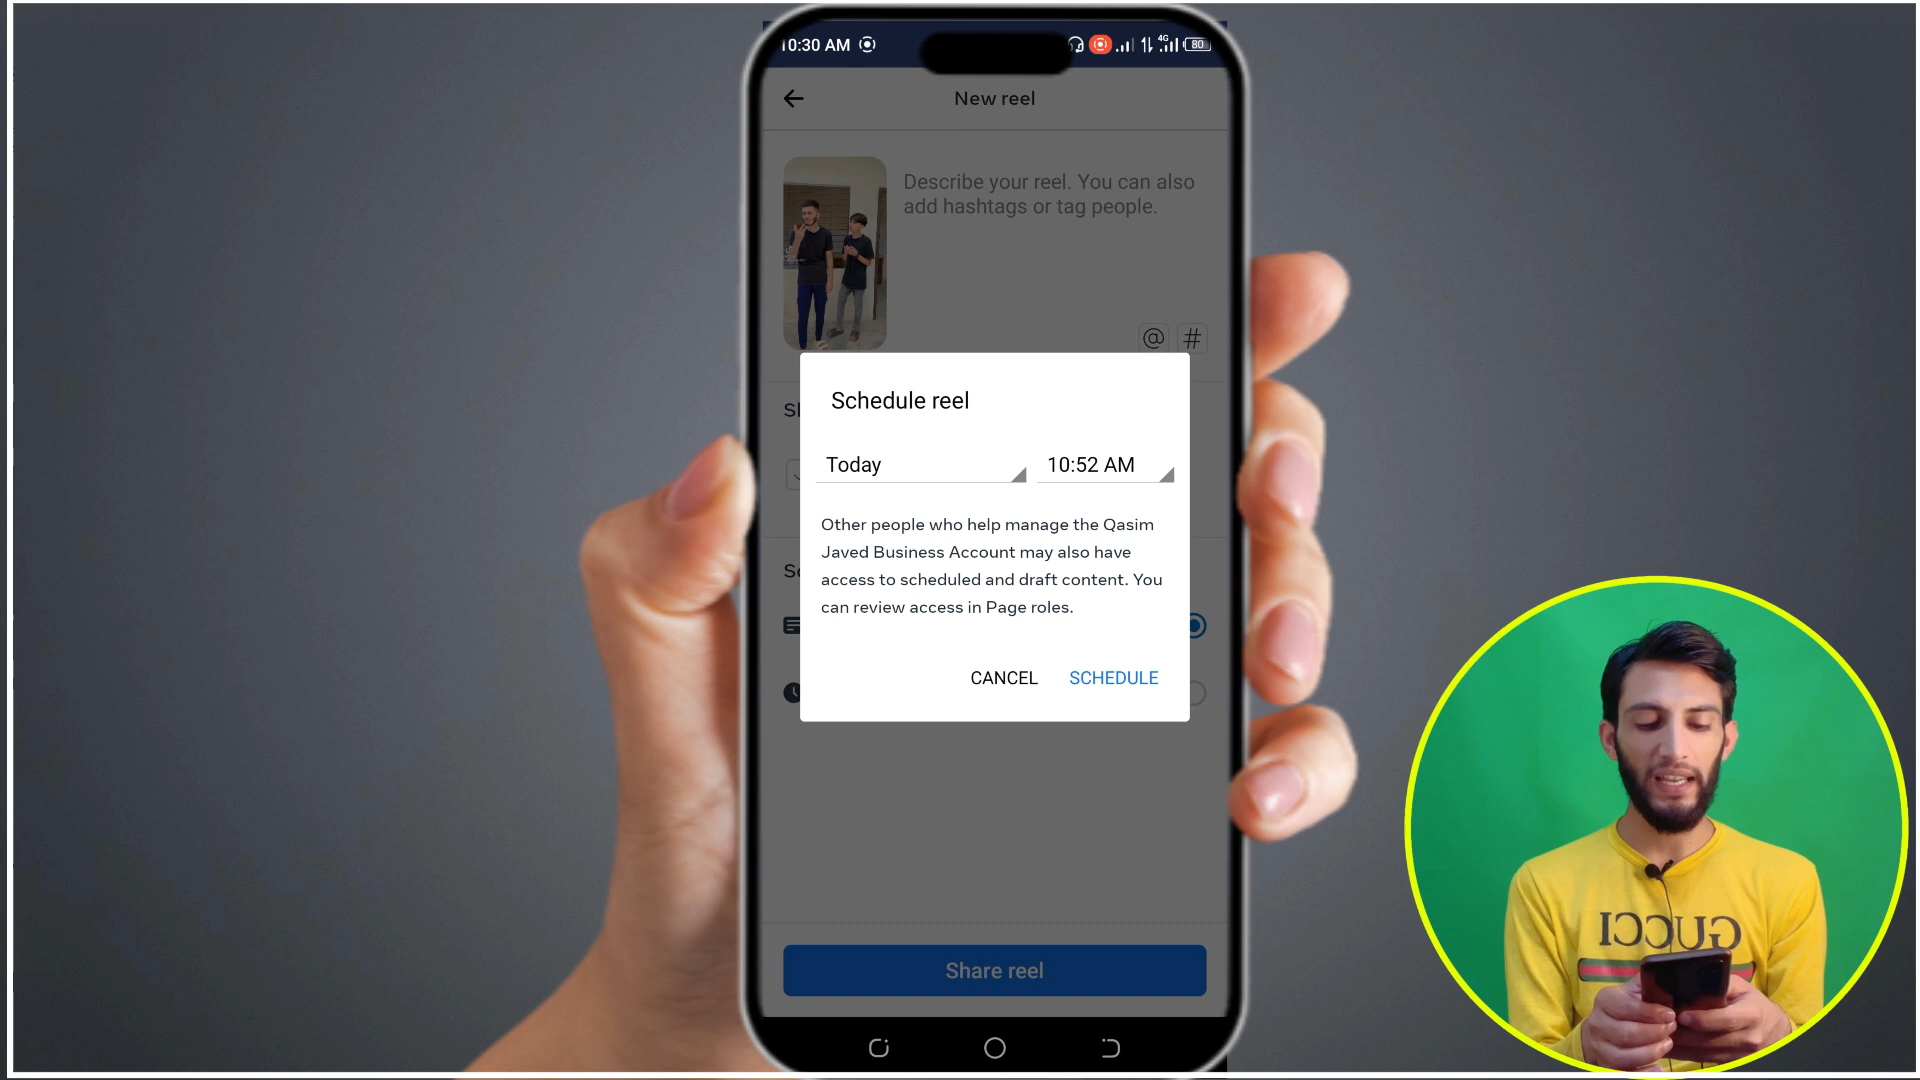 10:30 AM
4G
80
New reel
Describe your reel. You can also
add hashtags or tag people.
@ #
Schedule reel
Today 10:52 AM
Other people who help manage the Qasim
Javed Business Account may also have
access to scheduled and draft content. You
can review access in Page roles.
CANCEL SCHEDULE
Share reel
GUCCI